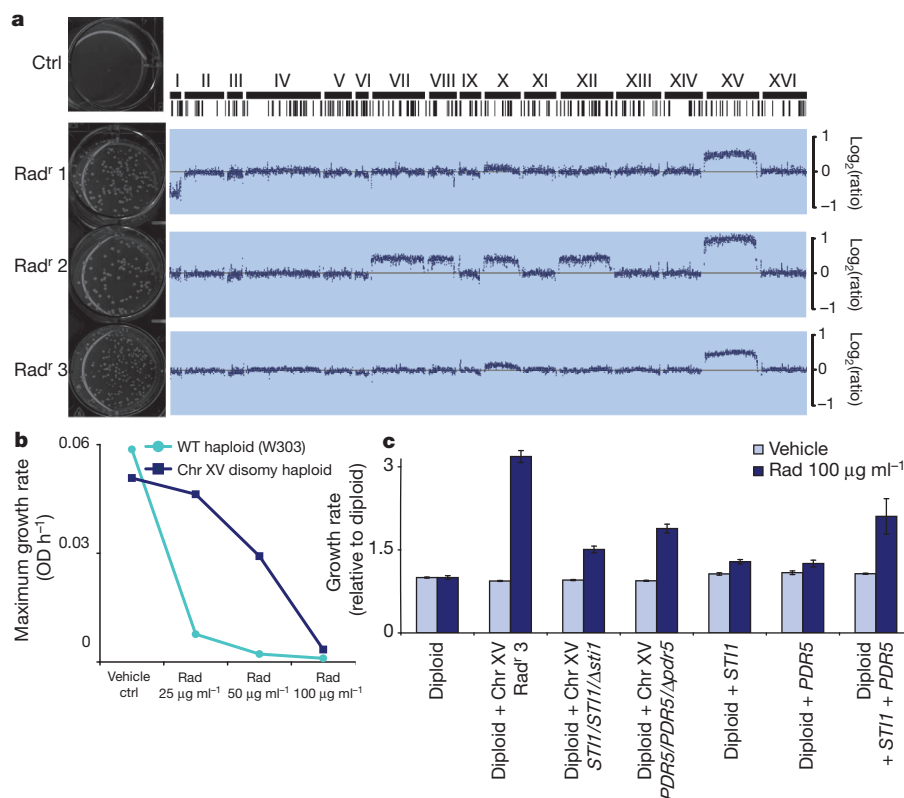 a
Ctrl
I II III IV V VI VII VIII IX X XI XII XIII XIV XV XVI
Radʳ 1
1
0
−1
Log₂(ratio)
Radʳ 2
1
0
−1
Log₂(ratio)
Radʳ 3
1
0
−1
Log₂(ratio)
b
0.06
0.03
0
Maximum growth rate
(OD h⁻¹)
WT haploid (W303)
Chr XV disomy haploid
Vehicle
ctrl
Rad
25 μg ml⁻¹
Rad
50 μg ml⁻¹
Rad
100 μg ml⁻¹
c
3
1.5
0
Growth rate
(relative to diploid)
Vehicle
Rad 100 μg ml⁻¹
Diploid
Diploid + Chr XV
Radʳ 3
Diploid + Chr XV
STI1/STI1/Δsti1
Diploid + Chr XV
PDR5/PDR5/Δpdr5
Diploid + STI1
Diploid + PDR5
Diploid
+ STI1 + PDR5